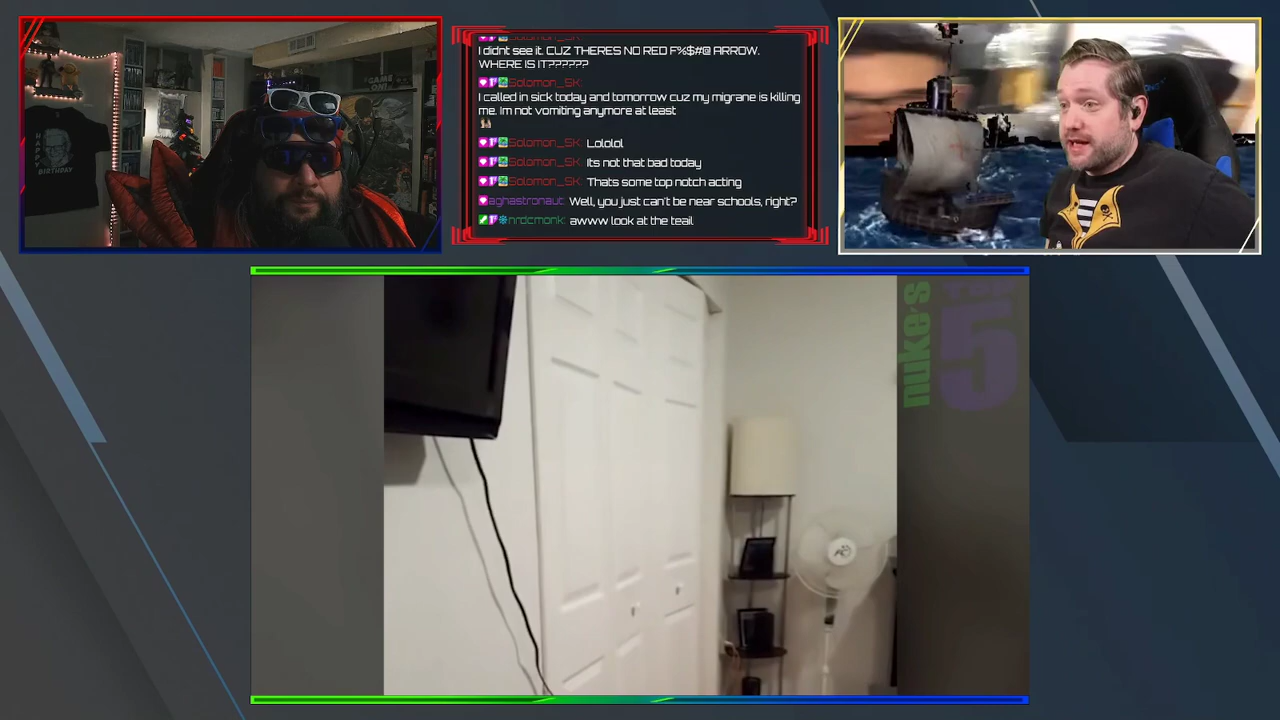 I didnt see it. CUZ THERES NO RED F%$#@ ARROW.
WHERE IS IT??????
Solomon_SK:
I called in sick today and tomorrow cuz my migrane is killing
me. Im not vomiting anymore at least
Solomon_SK: Lololol
Solomon_SK: Its not that bad today
Solomon_SK: Thats some top notch acting
aghastronaut: Well, you just can't be near schools, right?
nrdcmonk: awww look at the teail
HAPPY
BIRTHDAY
GAME
ON!
nuke's
TOP
5